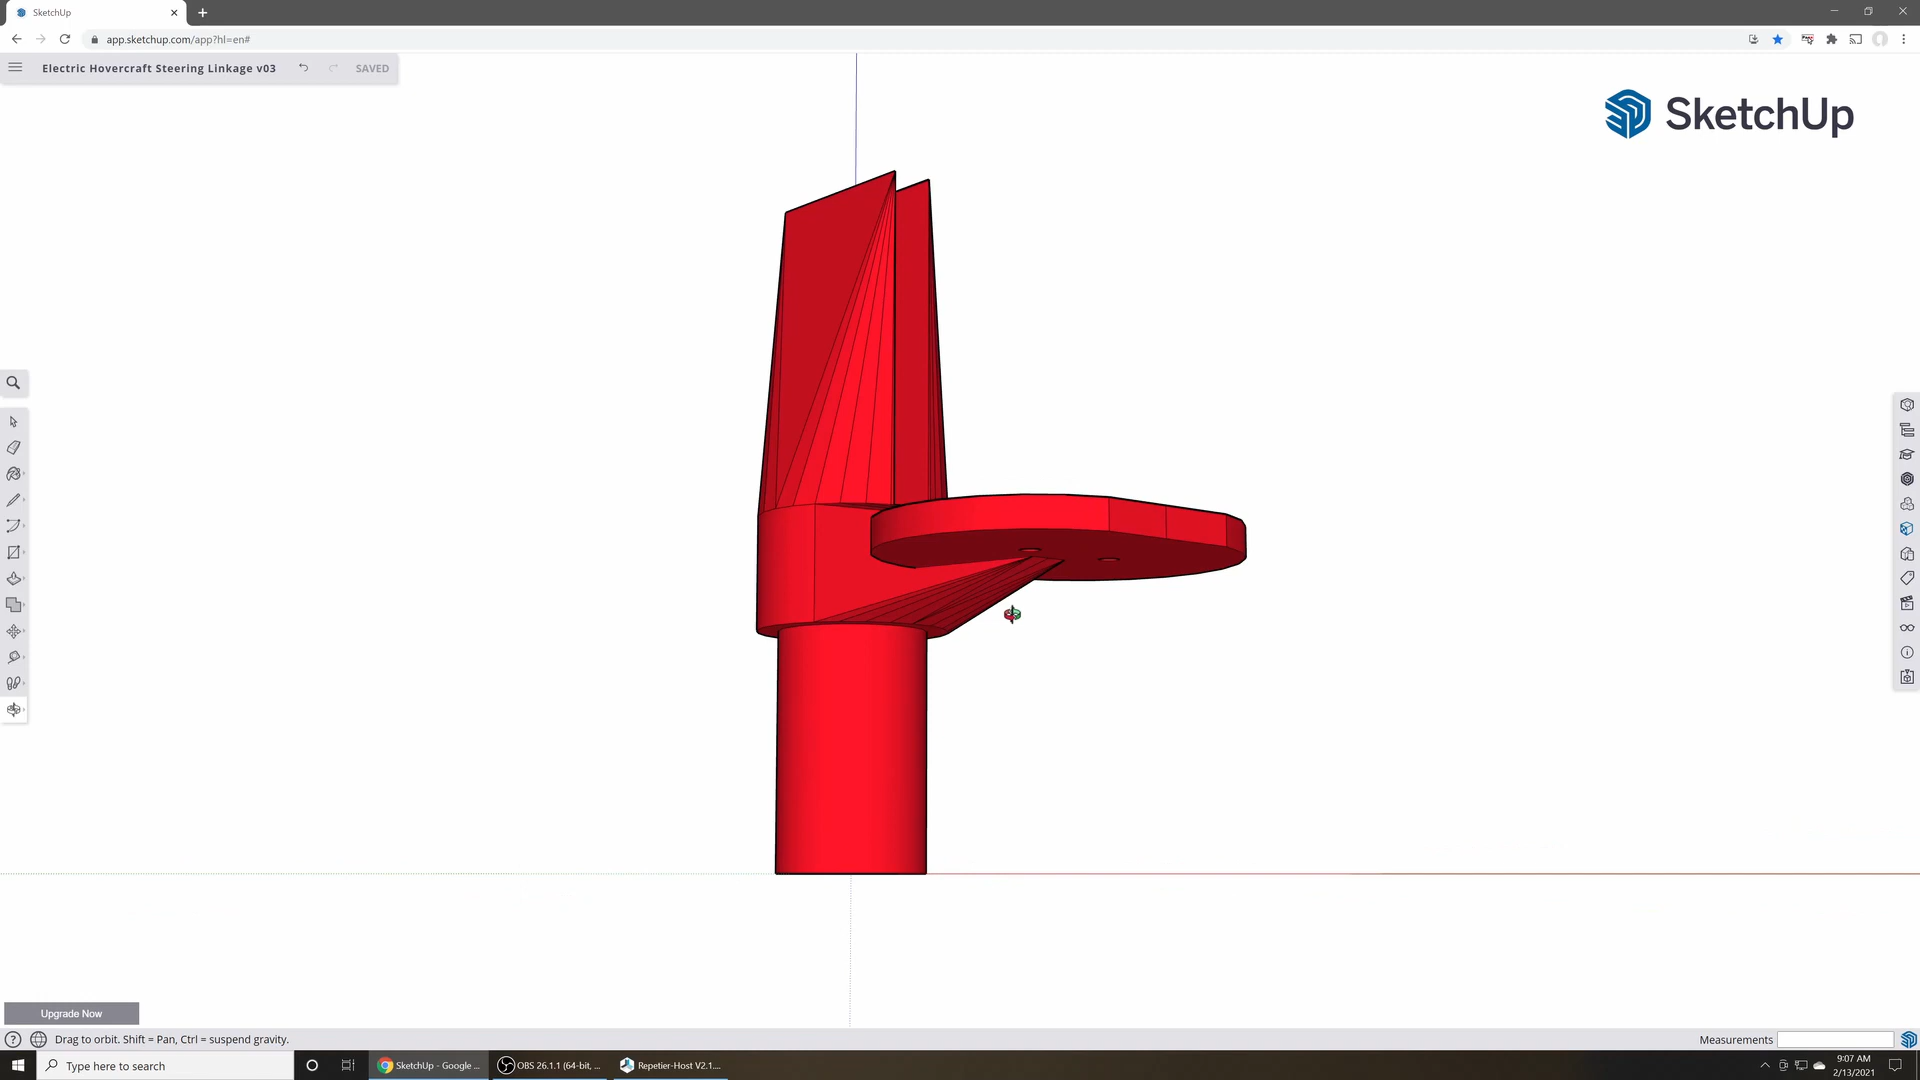 SketchUp
app.sketchup.com/app?hl=en#
Electric Hovercraft Steering Linkage v03
SAVED
SketchUp
Upgrade Now
Drag to orbit. Shift = Pan, Ctrl = suspend gravity.
Measurements
Type here to search
SketchUp - Google ...
OBS 26.1.1 (64-bit, ...
Repetier-Host V2.1....
9:07 AM
2/13/2021